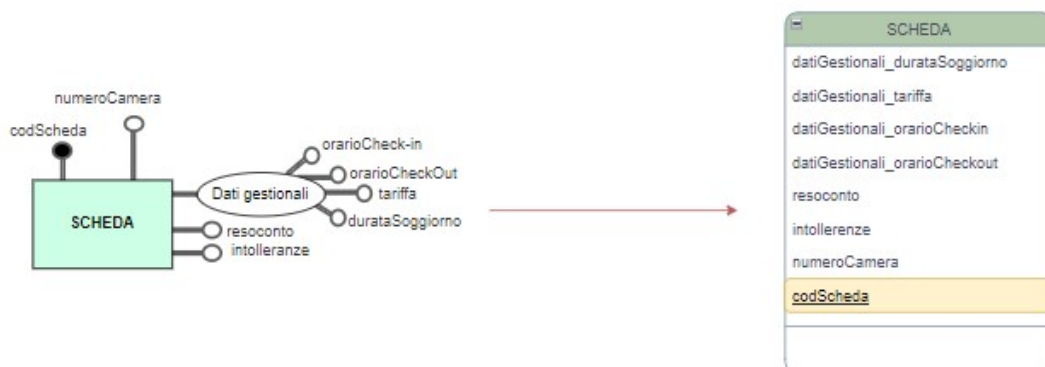 numeroCamera
codScheda
SCHEDA
Dati gestionali
orarioCheck-in
orarioCheckOut
tariffa
durataSoggiorno
resoconto
intolleranze
SCHEDA
datiGestionali_durataSoggiorno
datiGestionali_tariffa
datiGestionali_orarioCheckin
datiGestionali_orarioCheckout
resoconto
intollerenze
numeroCamera
codScheda